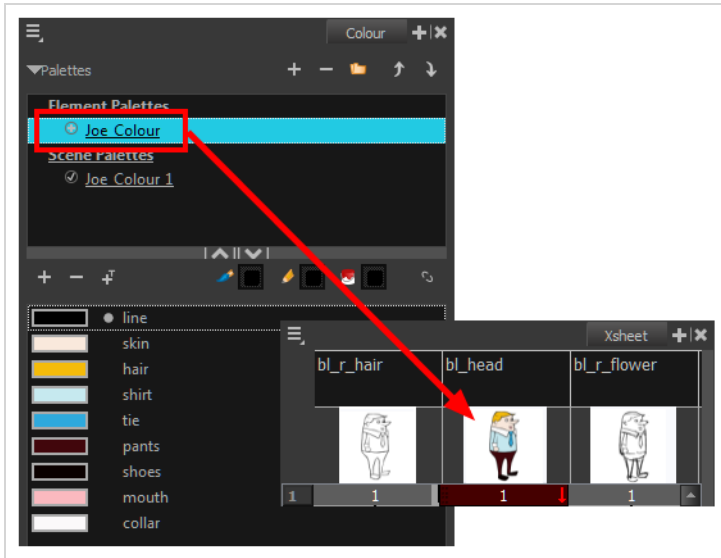 Colour
Palettes
Element Palettes
Joe Colour
Scene Palettes
Joe Colour 1
line
skin
hair
shirt
tie
pants
shoes
mouth
collar
Xsheet
bl_r_hair bl_head bl_r_flower
1 1 1 1